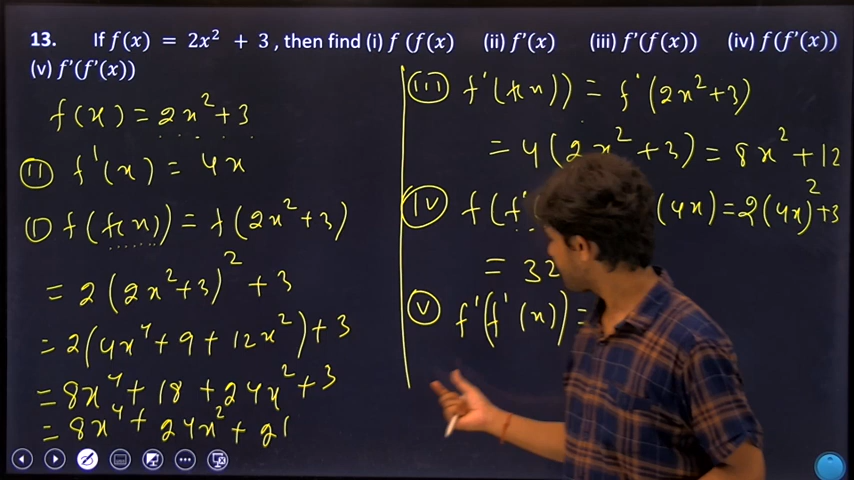 13. If f(x) = 2x² + 3 , then find (i) f (f(x) (ii) f'(x) (iii) f'(f(x)) (iv) f(f'(x))
(v) f'(f'(x))
f(x) = 2x² + 3
(ii) f'(x) = 4x
(i) f(f(x)) = f(2x² + 3)
= 2(2x² + 3)² + 3
= 2(4x⁴ + 9 + 12x²) + 3
= 8x⁴ + 18 + 24x² + 3
= 8x⁴ + 24x² + 21
(iii) f'(f(x)) = f'(2x² + 3)
= 4(2x² + 3) = 8x² + 12
(iv) f(f' (4x) = 2(4x)² + 3
= 32
(v) f'(f'(x)) =